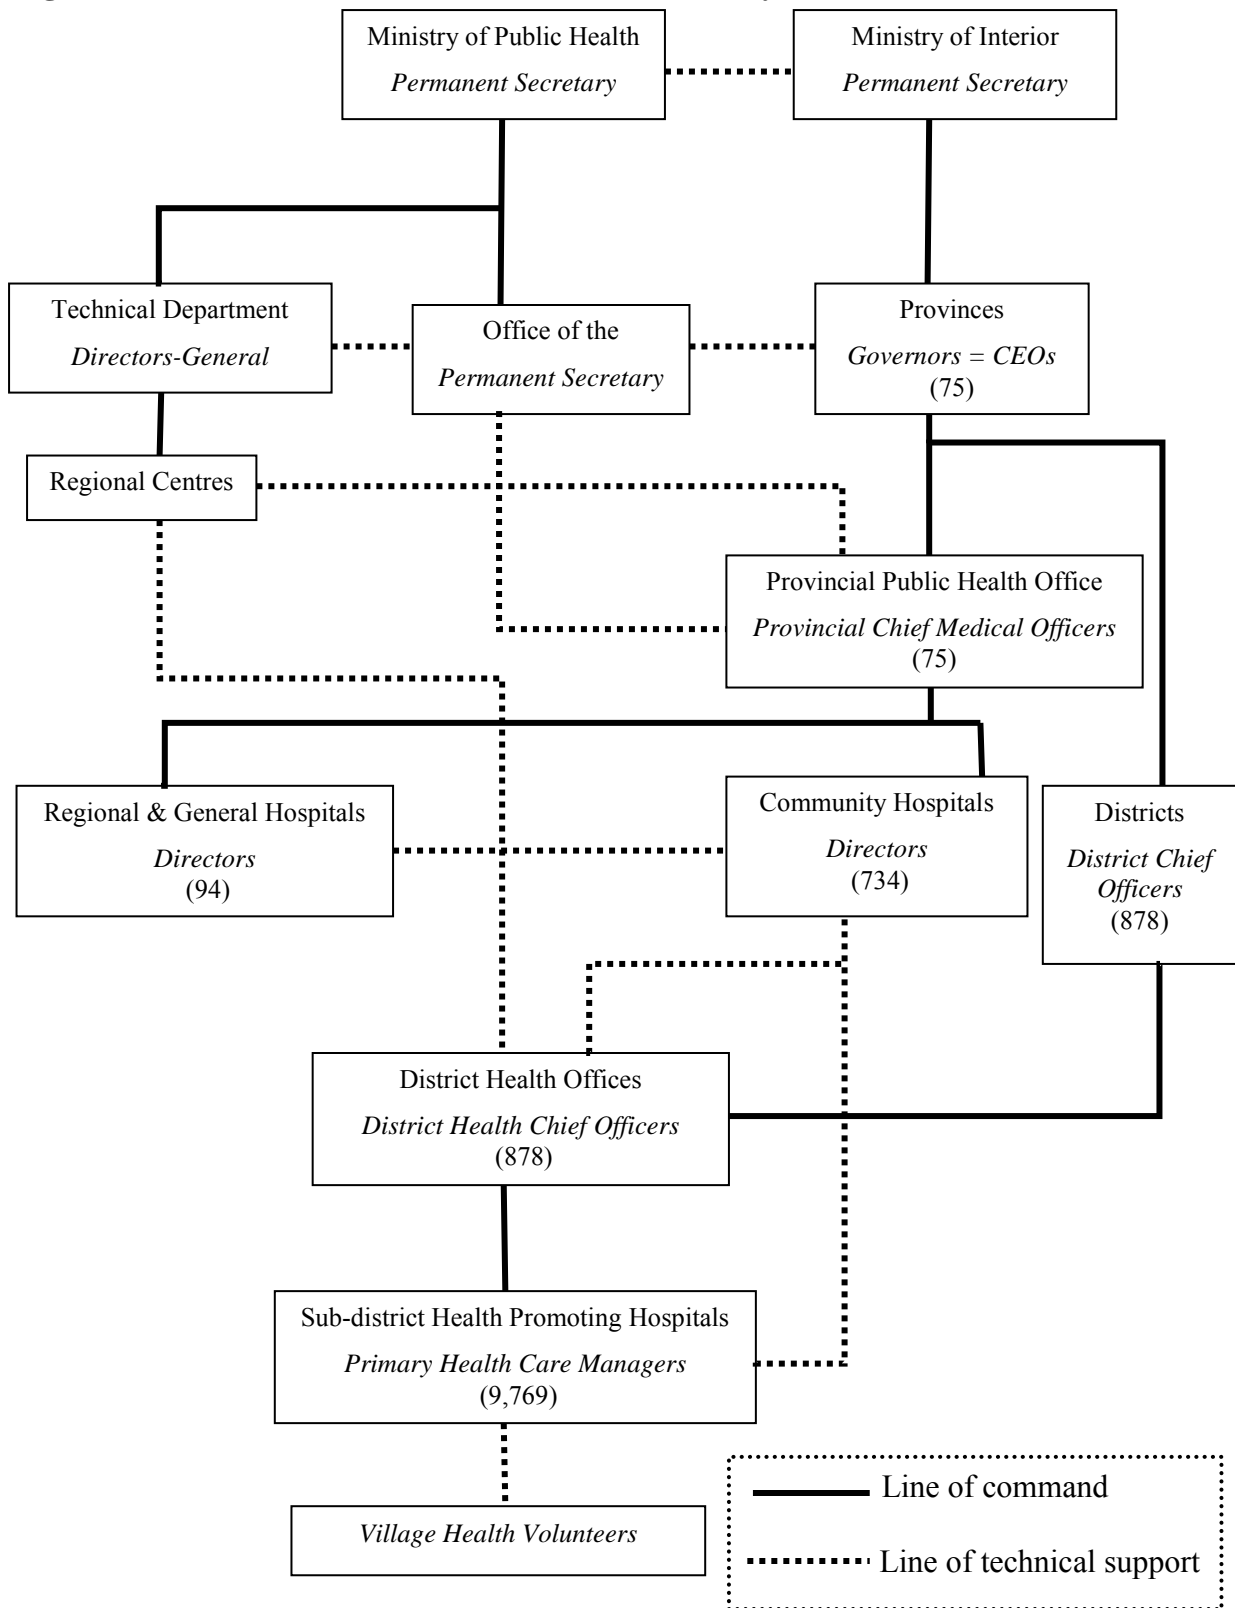 Ministry of Public Health
Permanent Secretary
Ministry of Interior
Permanent Secretary
Technical Department
Directors-General
Office of the
Permanent Secretary
Provinces
Governors = CEOs
(75)
Regional Centres
Provincial Public Health Office
Provincial Chief Medical Officers
(75)
Regional & General Hospitals
Directors
(94)
Community Hospitals
Directors
(734)
Districts
District Chief
Officers
(878)
District Health Offices
District Health Chief Officers
(878)
Sub-district Health Promoting Hospitals
Primary Health Care Managers
(9,769)
Village Health Volunteers
Line of command
Line of technical support